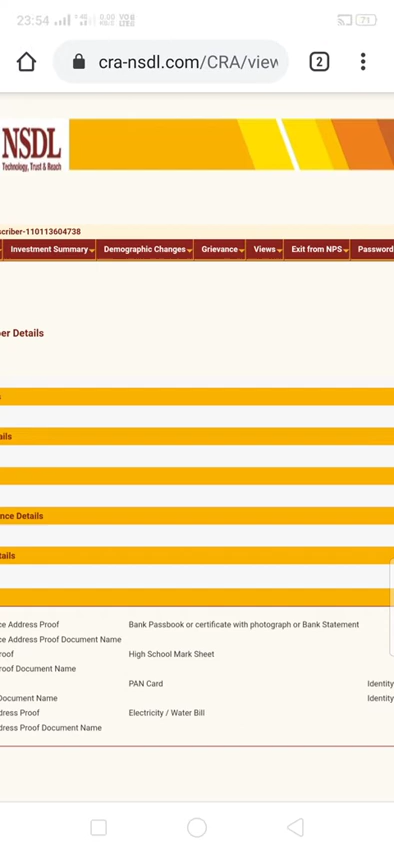 23:54
71
cra-nsdl.com/CRA/view
2
NSDL
Technology, Trust & Reach
scriber-110113604738
Investment Summary Demographic Changes Grievance Views Exit from NPS Password
er Details
s
ails
nce Details
tails
ce Address Proof Bank Passbook or certificate with photograph or Bank Statement
ce Address Proof Document Name
roof High School Mark Sheet
roof Document Name
PAN Card Identity
Document Name Identity
dress Proof Electricity / Water Bill
dress Proof Document Name